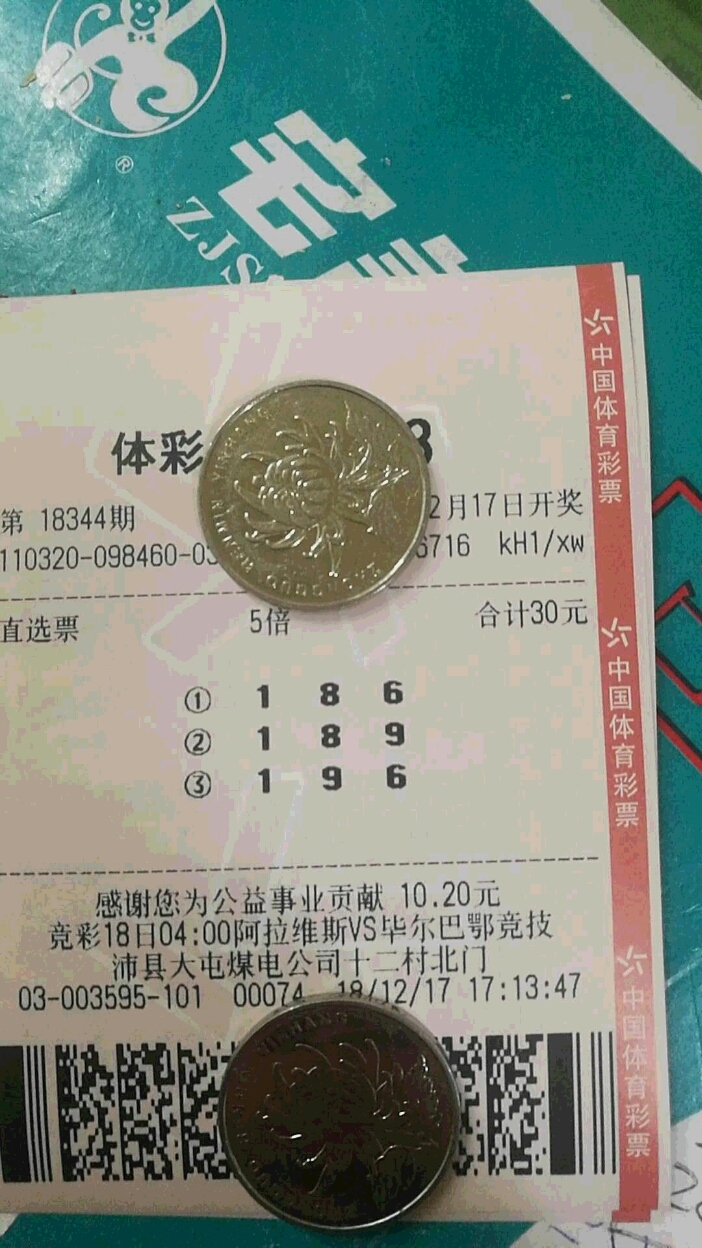 ZJS
体彩
第 18344期
2月17日开奖
110320-098460-0
6716 kH1/xw
直选票 5倍 合计30元
① 1 8 6
② 1 8 9
③ 1 9 6
感谢您为公益事业贡献 10.20元
竞彩18日04:00阿拉维斯VS毕尔巴鄂竞技
沛县大屯煤电公司十二村北门
03-003595-101 00074 18/12/17 17:13:47
中国体育彩票
中国体育彩票
中国体育彩票